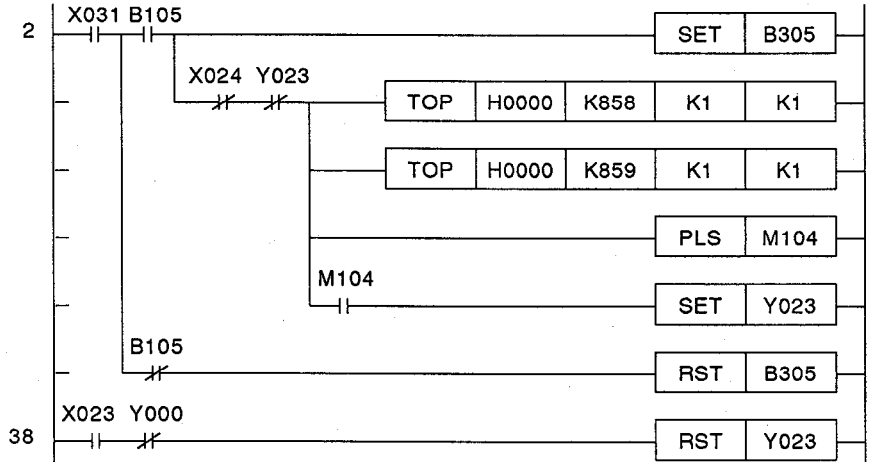 X031 B105
2 SET B305
X024 Y023
TOP H0000 K858 K1 K1
TOP H0000 K859 K1 K1
PLS M104
M104
SET Y023
B105
RST B305
X023 Y000
38 RST Y023